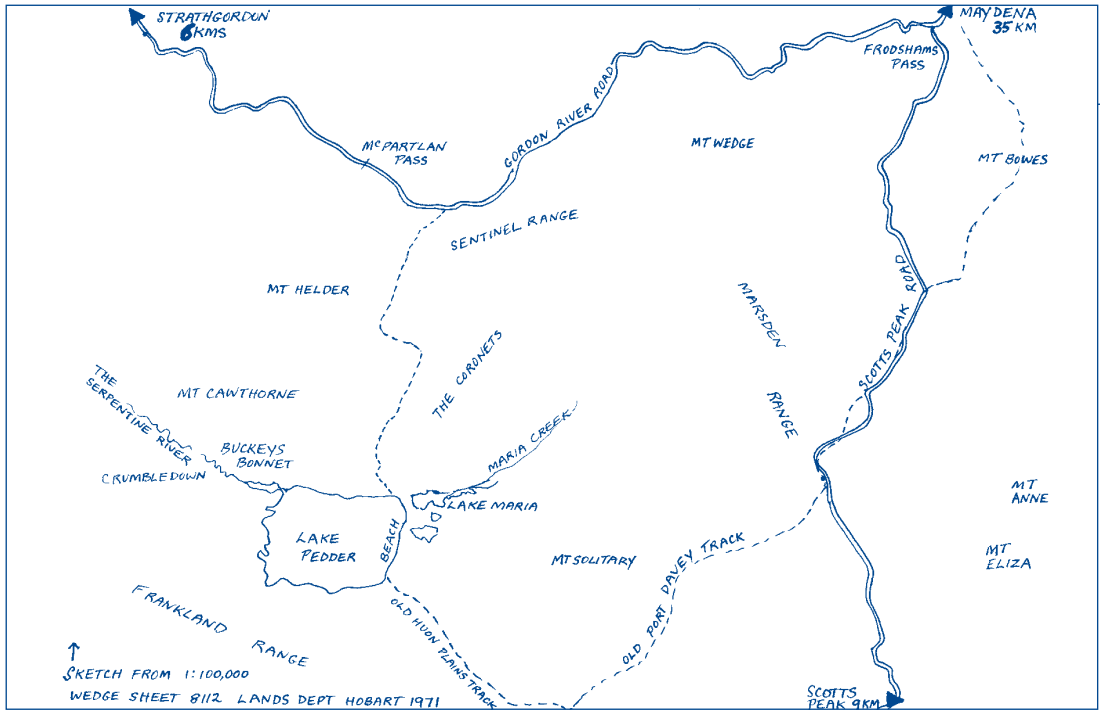 STRATHGORDON
6KMS
MAYDENA
35 KM
FRODSHAMS
PASS
GORDON RIVER ROAD
McPARTLAN
PASS
MT WEDGE
MT BOWES
SENTINEL RANGE
MT HELDER
MARSDEN
RANGE
SCOTTS PEAK ROAD
THE CORONETS
THE
SERPENTINE RIVER
MT CAWTHORNE
BUCKEYS
BONNET
CRUMBLEDOWN
MARIA CREEK
LAKE MARIA
MT
ANNE
LAKE
PEDDER
BEACH
MT SOLITARY
MT
ELIZA
OLD PORT DAVEY TRACK
OLD HUON PLAINS TRACK
FRANKLAND
RANGE
SKETCH FROM 1:100,000
WEDGE SHEET 8112 LANDS DEPT HOBART 1971
SCOTTS
PEAK 9KM